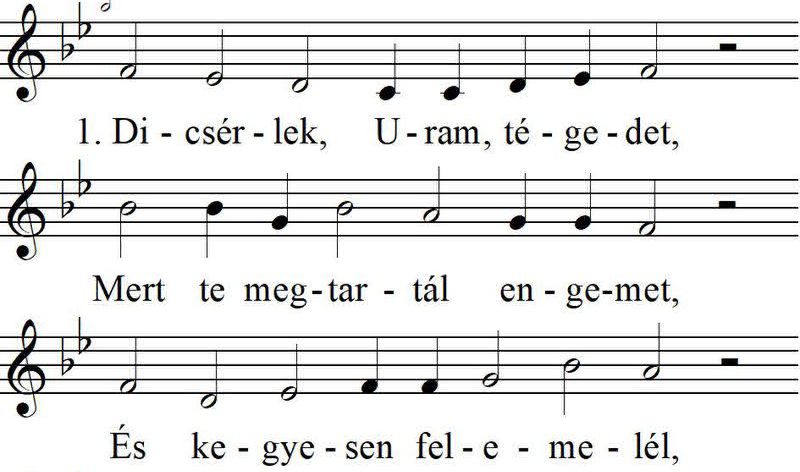 1. Di - csér - lek, U - ram, té - ge - det,
Mert te meg - tar - tál en - ge - met,
És ke - gye - sen fel - e - me - lél,